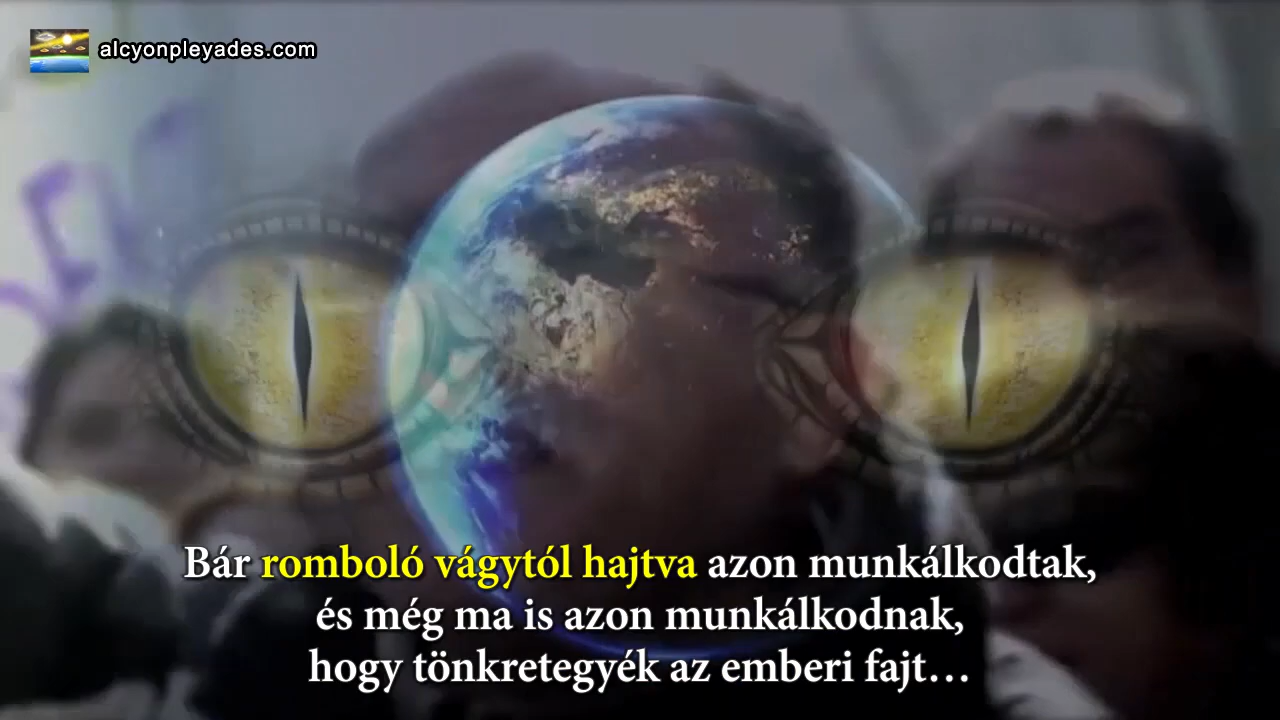 alcyonpleyades.com
Bár romboló vágytól hajtva azon munkálkodtak,
és még ma is azon munkálkodnak,
hogy tönkretegyék az emberi fajt…